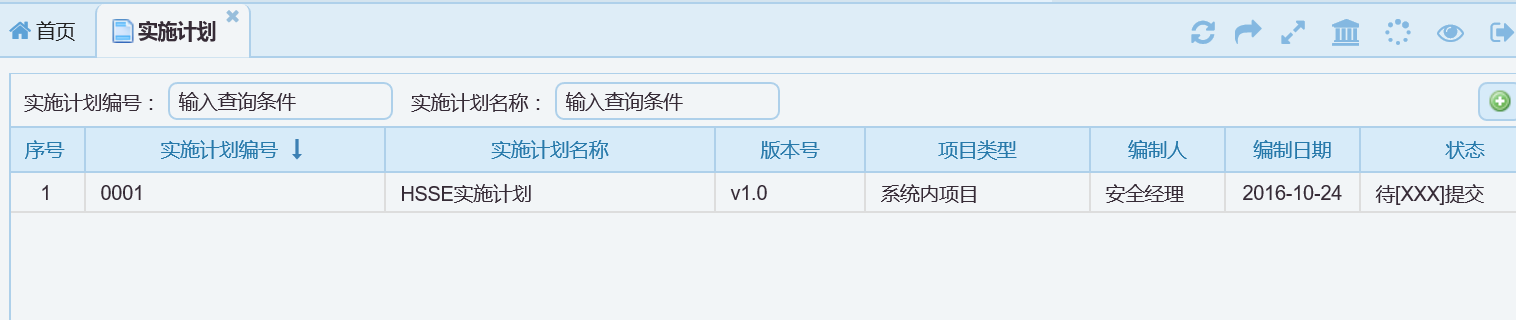 首页 实施计划
实施计划编号： 输入查询条件 实施计划名称： 输入查询条件
序号 实施计划编号 实施计划名称 版本号 项目类型 编制人 编制日期 状态
1 0001 HSSE实施计划 v1.0 系统内项目 安全经理 2016-10-24 待[XXX]提交